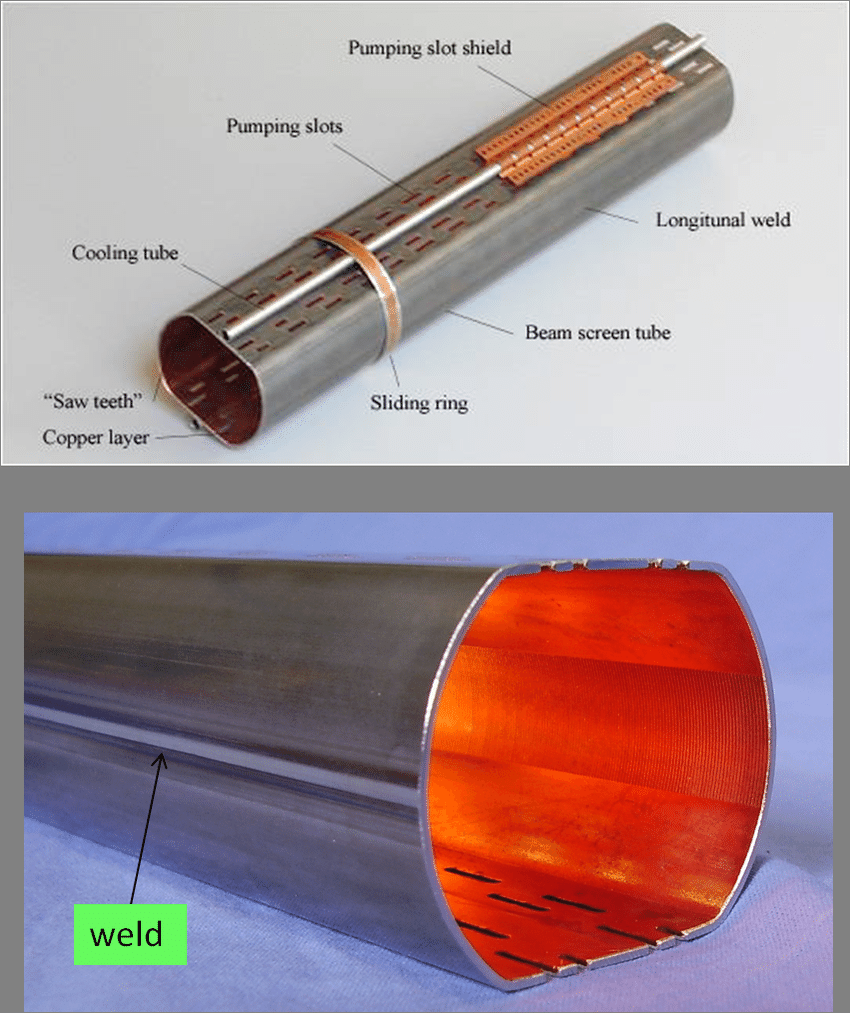 Pumping slot shield
Pumping slots
Longitunal weld
Cooling tube
Beam screen tube
"Saw teeth"
Sliding ring
Copper layer
weld